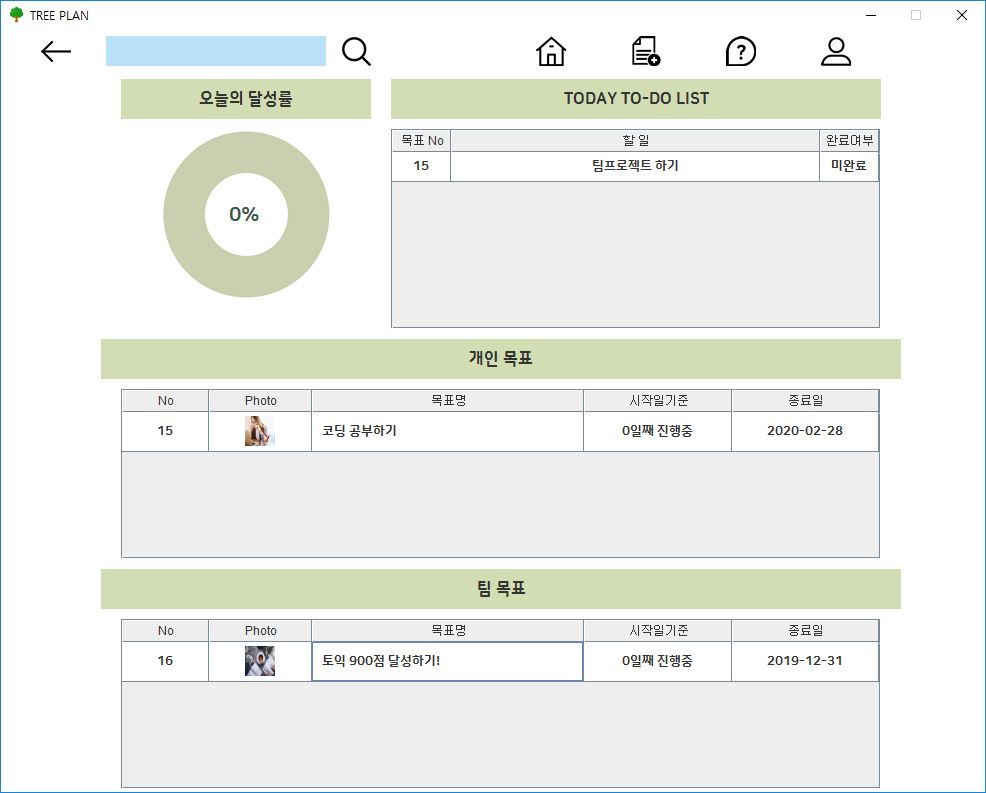 TREE PLAN
?
오늘의 달성률
TODAY TO-DO LIST
0%
목표 No 할 일 완료여부
15 팀프로젝트 하기 미완료
개인 목표
No Photo 목표명 시작일기준 종료일
15 코딩 공부하기 0일째 진행중 2020-02-28
팀 목표
No Photo 목표명 시작일기준 종료일
16 토익 900점 달성하기! 0일째 진행중 2019-12-31